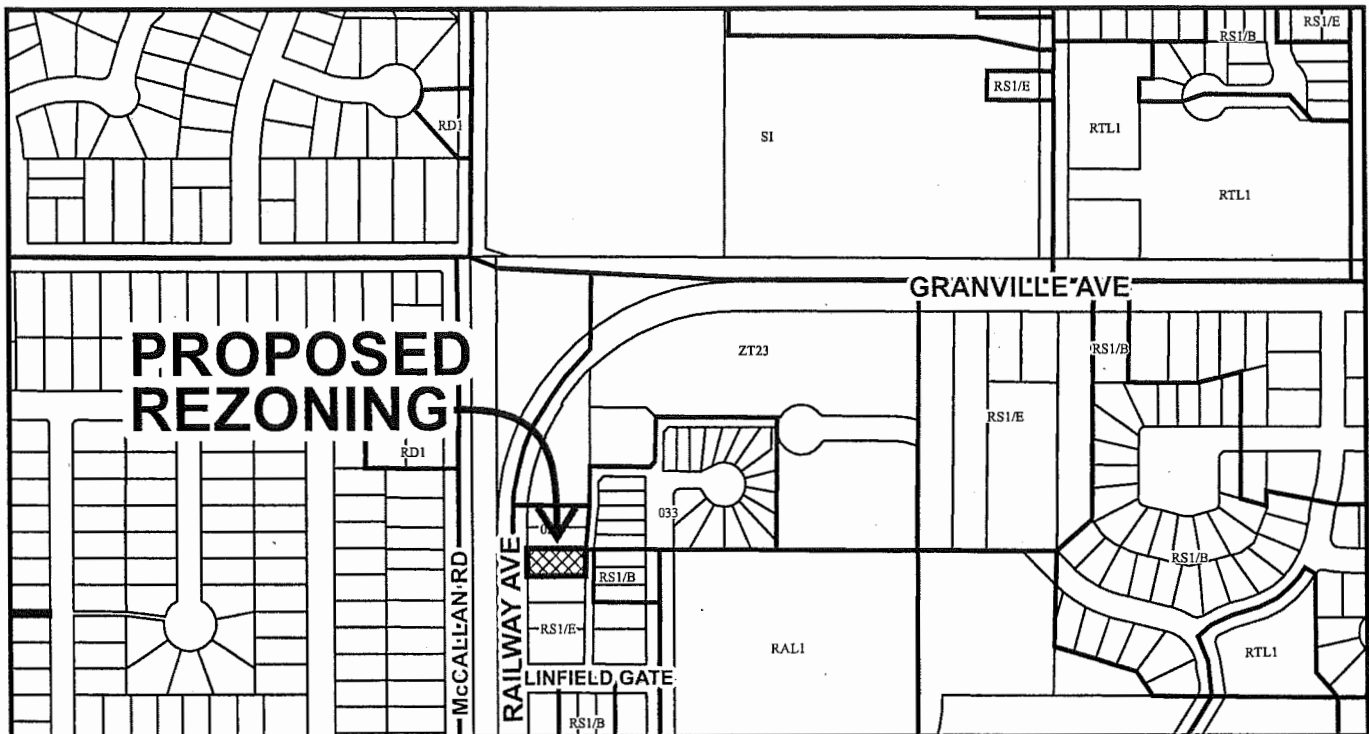 RS1/E
RS1/B
RS1/E
SI
RD1
RTL1
RTL1
GRANVILLE AVE
PROPOSED
REZONING
ZT23
RS1/B
RS1/E
RD1
033
RS1/B
RS1/B
McCALLAN RD
RAILWAY AVE
RS1/E
RAL1
RTL1
LINFIELD GATE
RS1/B